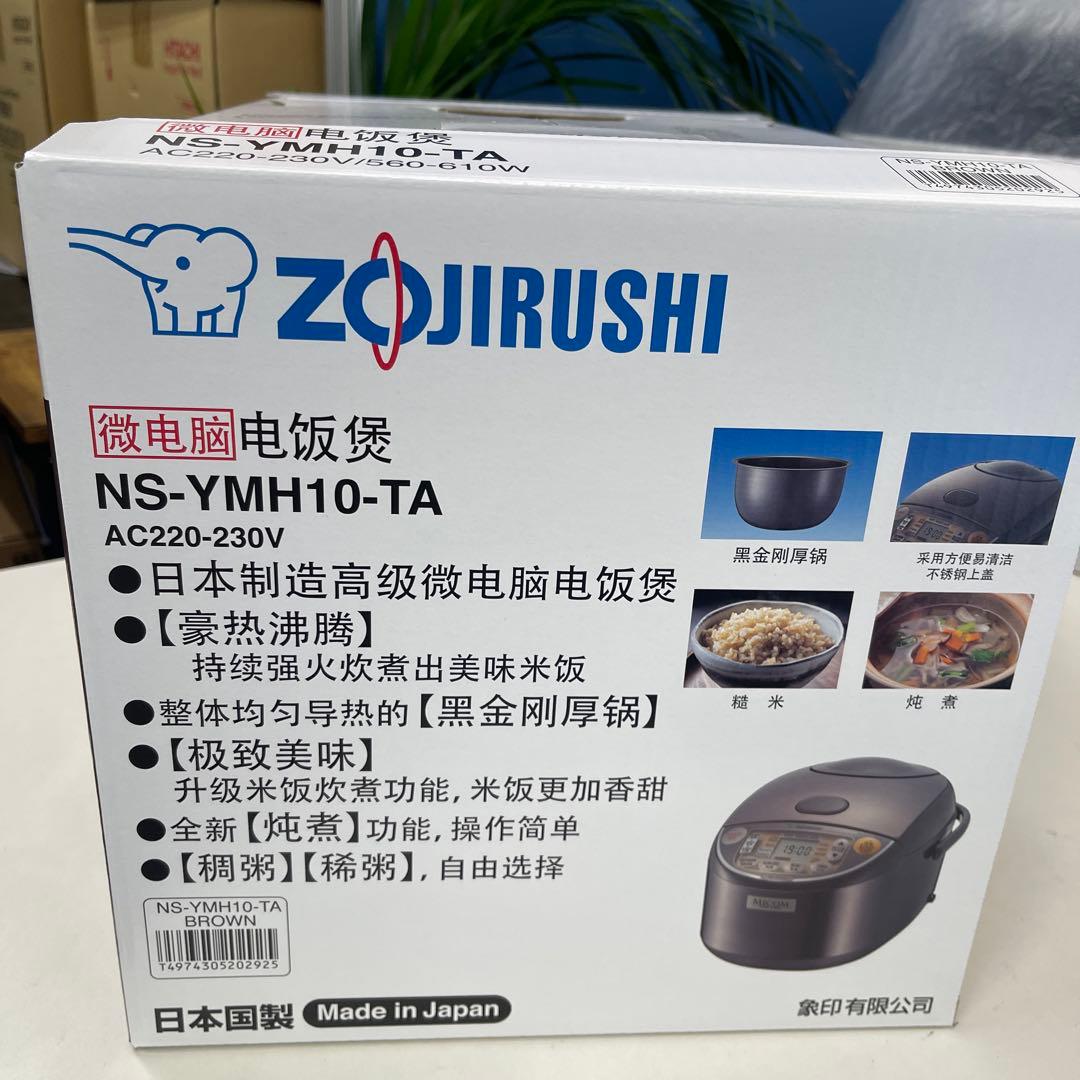 HITACHI
微电脑 电饭煲
NS-YMH10-TA
AC220-230V/560-610W
NS-YMH10-TA
BROWN
T4974305202925
ZOJIRUSHI
微电脑 电饭煲
NS-YMH10-TA
AC220-230V
●日本制造高级微电脑电饭煲
●【豪热沸腾】
持续强火炊煮出美味米饭
●整体均匀导热的【黑金刚厚锅】
●【极致美味】
升级米饭炊煮功能,米饭更加香甜
●全新【炖煮】功能,操作简单
●【稠粥】【稀粥】,自由选择
黑金刚厚锅
采用方便易清洁
不锈钢上盖
糙 米
炖 煮
19:00
MICOM
NS-YMH10-TA
BROWN
T4974305202925
日本国製 Made in Japan
象印有限公司